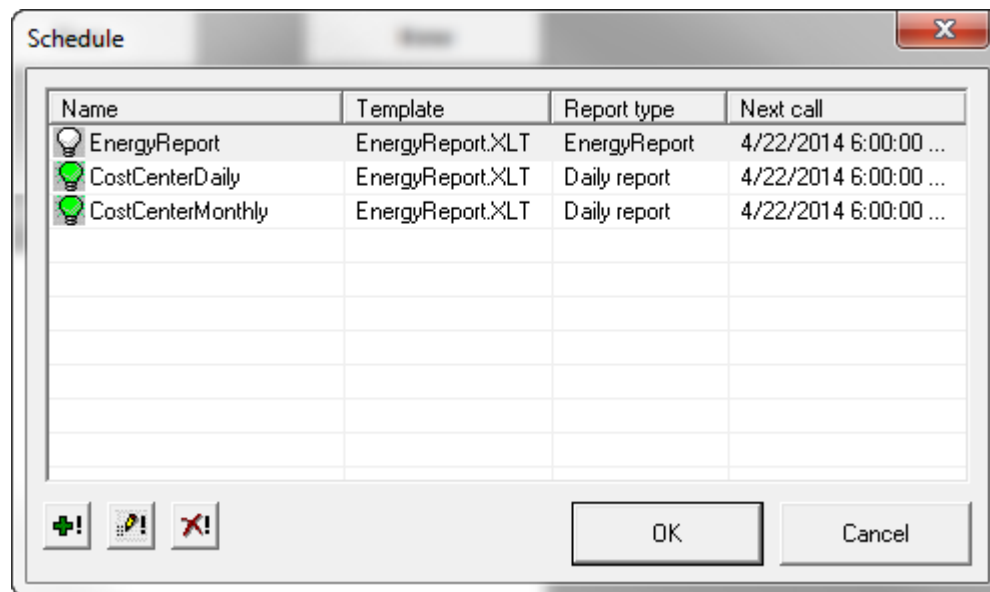 Schedule
Name Template Report type Next call
EnergyReport EnergyReport.XLT EnergyReport 4/22/2014 6:00:00 ...
CostCenterDaily EnergyReport.XLT Daily report 4/22/2014 6:00:00 ...
CostCenterMonthly EnergyReport.XLT Daily report 4/22/2014 6:00:00 ...
OK Cancel